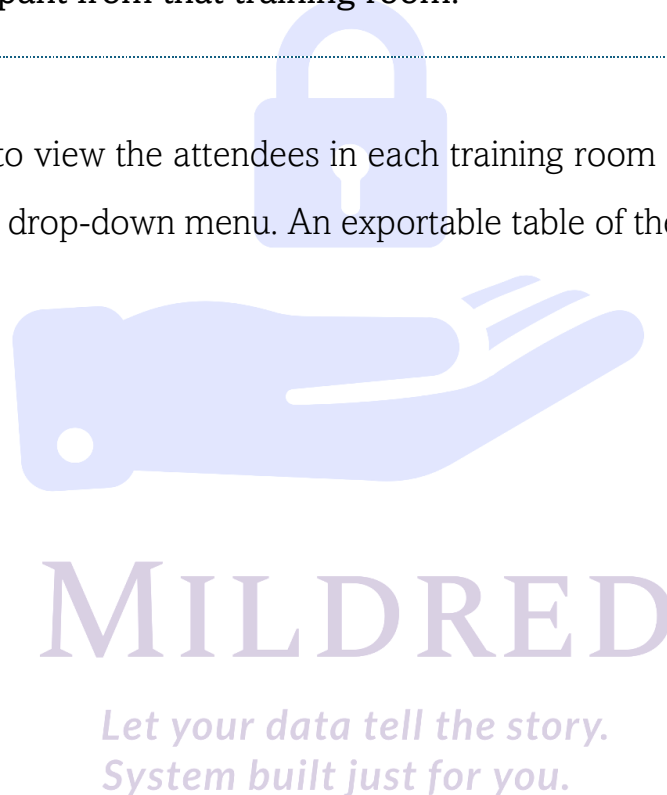 pant from that training room.
to view the attendees in each training room
drop-down menu. An exportable table of the
MILDRED
Let your data tell the story.
System built just for you.